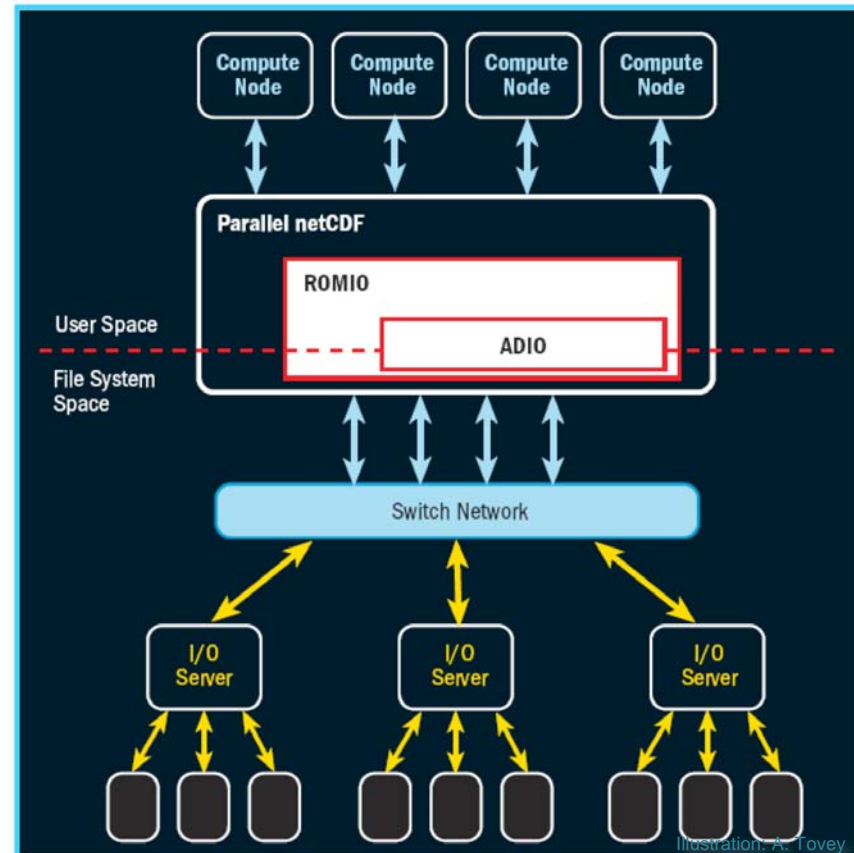 Compute
Node
Compute
Node
Compute
Node
Compute
Node
Parallel netCDF
ROMIO
User Space
ADIO
File System
Space
Switch Network
I/O
Server
I/O
Server
I/O
Server
Illustration: A. Tovey